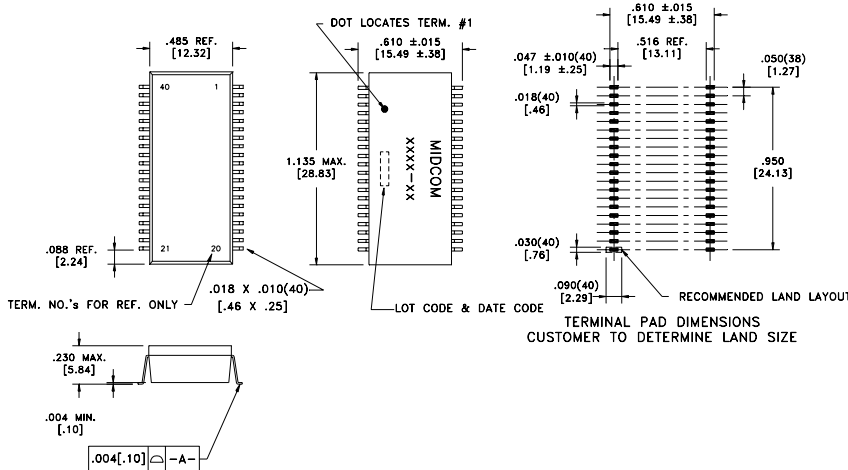 .485 REF.
[12.32]
40
1
21
20
.088 REF.
[2.24]
TERM. NO.'s FOR REF. ONLY
.018 X .010(40)
[.46 X .25]
DOT LOCATES TERM. #1
.610 ±.015
[15.49 ±.38]
1.135 MAX.
[28.83]
MIDCOM
XXXX-XX
LOT CODE & DATE CODE
.610 ±.015
[15.49 ±.38]
.516 REF.
[13.11]
.047 ±.010(40)
[1.19 ±.25]
.050(38)
[1.27]
.018(40)
[.46]
.950
[24.13]
.030(40)
[.76]
.090(40)
[2.29]
RECOMMENDED LAND LAYOUT
TERMINAL PAD DIMENSIONS
CUSTOMER TO DETERMINE LAND SIZE
.230 MAX.
[5.84]
.004 MIN.
[.10]
.004[.10] ⌓ -A-